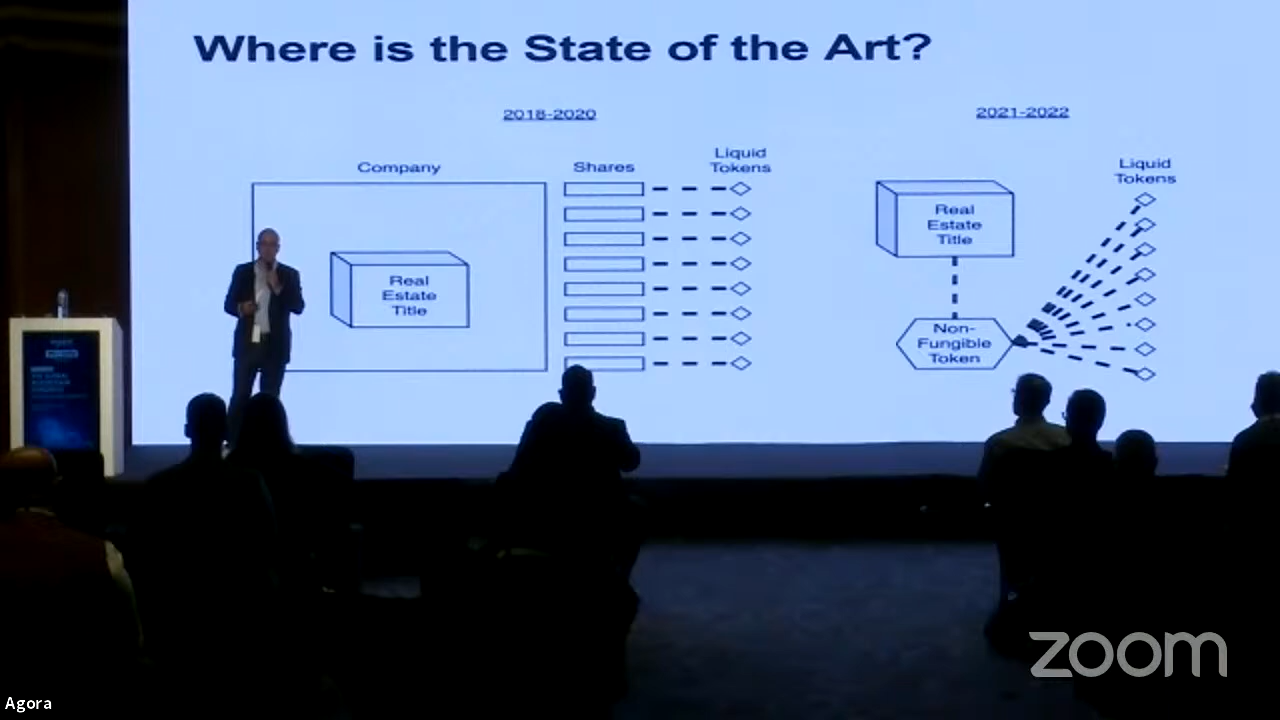 Where is the State of the Art?
2018-2020
2021-2022
Company
Shares
Liquid
Tokens
Liquid
Tokens
Real
Estate
Title
Real
Estate
Title
Non-
Fungible
Token
zoom
Agora